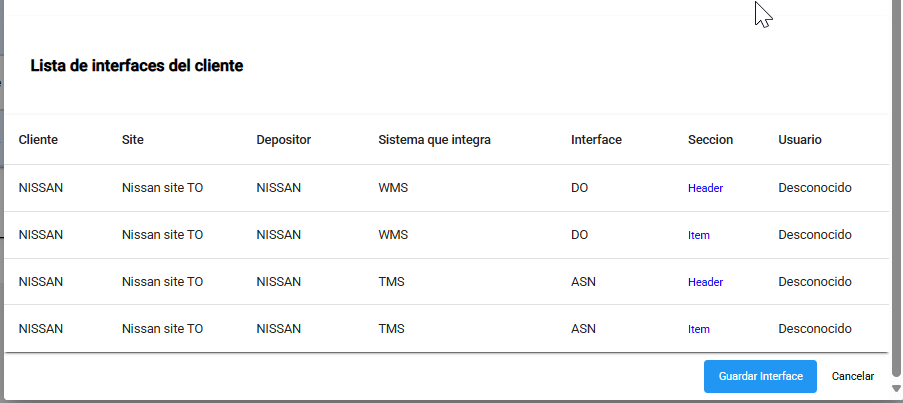 Lista de interfaces del cliente
Cliente Site Depositor Sistema que integra Interface Seccion Usuario
NISSAN Nissan site TO NISSAN WMS DO Header Desconocido
NISSAN Nissan site TO NISSAN WMS DO Item Desconocido
NISSAN Nissan site TO NISSAN TMS ASN Header Desconocido
NISSAN Nissan site TO NISSAN TMS ASN Item Desconocido
Guardar Interface Cancelar